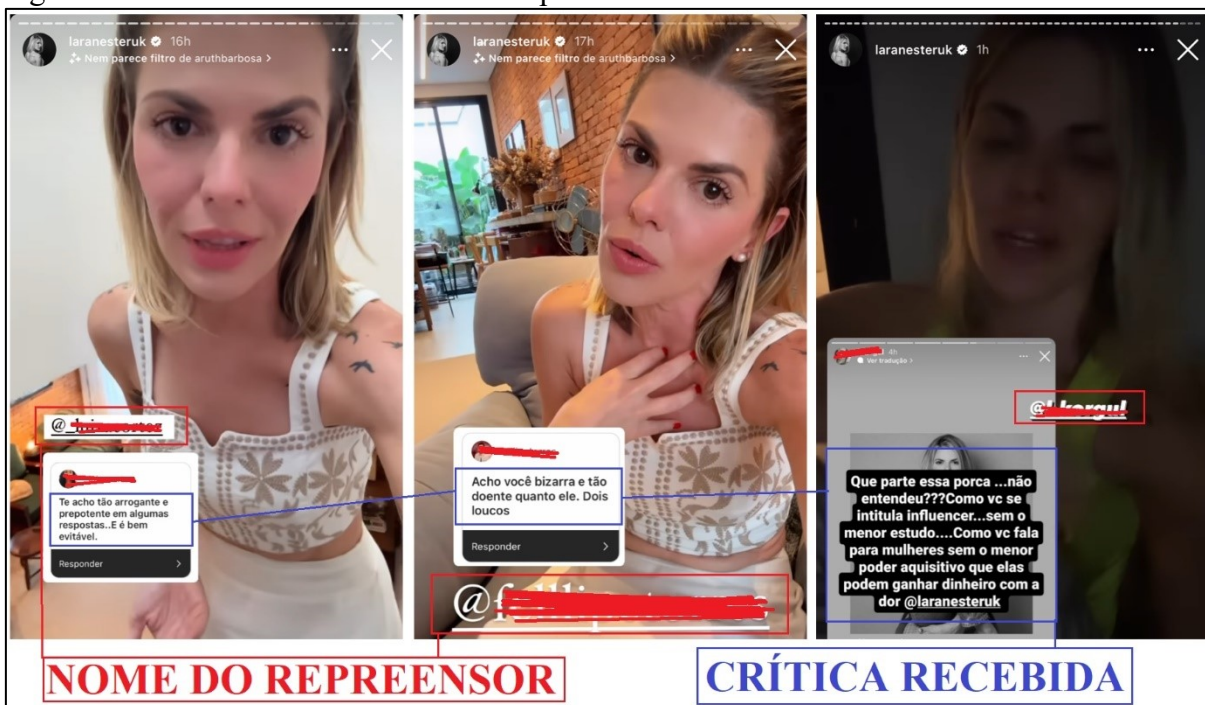 laranesteruk 16h
Nem parece filtro de aruthbarbosa >
@
Te acho tão arrogante e
prepotente em algumas
respostas..E é bem
evitável.
Responder >
laranesteruk 17h
Nem parece filtro de aruthbarbosa >
Acho você bizarra e tão
doente quanto ele. Dois
loucos
Responder >
@
laranesteruk 1h
4h
Ver tradução >
@
Que parte essa porca ...não
entendeu???Como vc se
intitula influencer...sem o
menor estudo....Como vc fala
para mulheres sem o menor
poder aquisitivo que elas
podem ganhar dinheiro com a
dor @laranesteruk
NOME DO REPREENSOR
CRÍTICA RECEBIDA